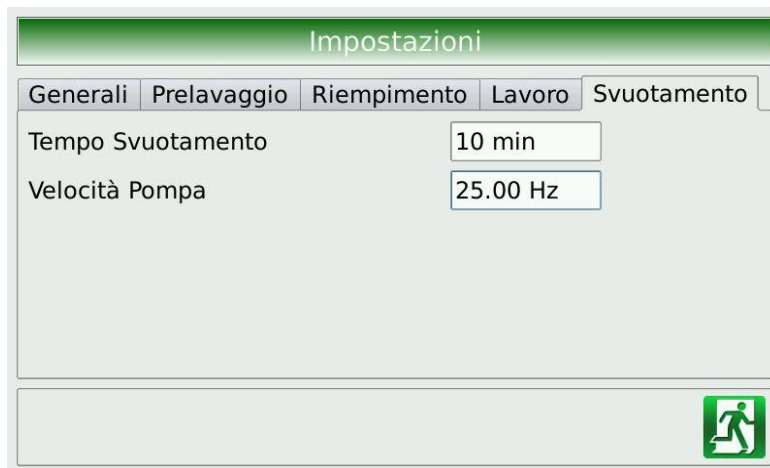 Impostazioni
Generali Prelavaggio Riempimento Lavoro Svuotamento
Tempo Svuotamento 10 min
Velocità Pompa 25.00 Hz